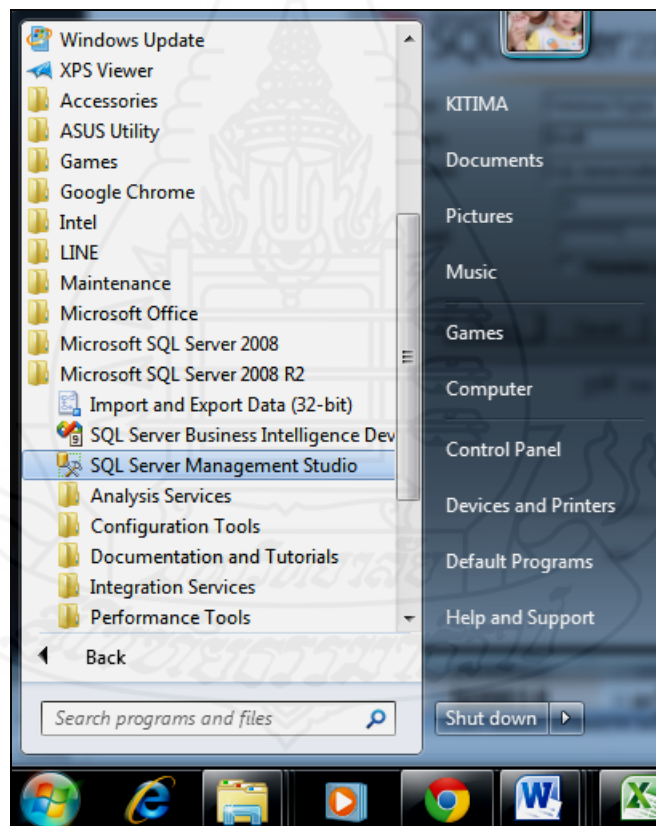 Windows Update
XPS Viewer
Accessories
ASUS Utility
Games
Google Chrome
Intel
LINE
Maintenance
Microsoft Office
Microsoft SQL Server 2008
Microsoft SQL Server 2008 R2
Import and Export Data (32-bit)
SQL Server Business Intelligence Dev
SQL Server Management Studio
Analysis Services
Configuration Tools
Documentation and Tutorials
Integration Services
Performance Tools
Back
Search programs and files
KITIMA
Documents
Pictures
Music
Games
Computer
Control Panel
Devices and Printers
Default Programs
Help and Support
Shut down